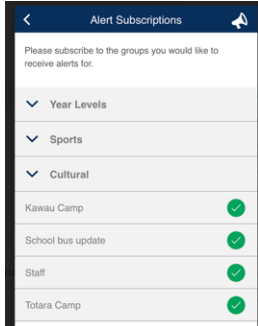 Alert Subscriptions
Please subscribe to the groups you would like to
receive alerts for.
Year Levels
Sports
Cultural
Kawau Camp
School bus update
Staff
Totara Camp